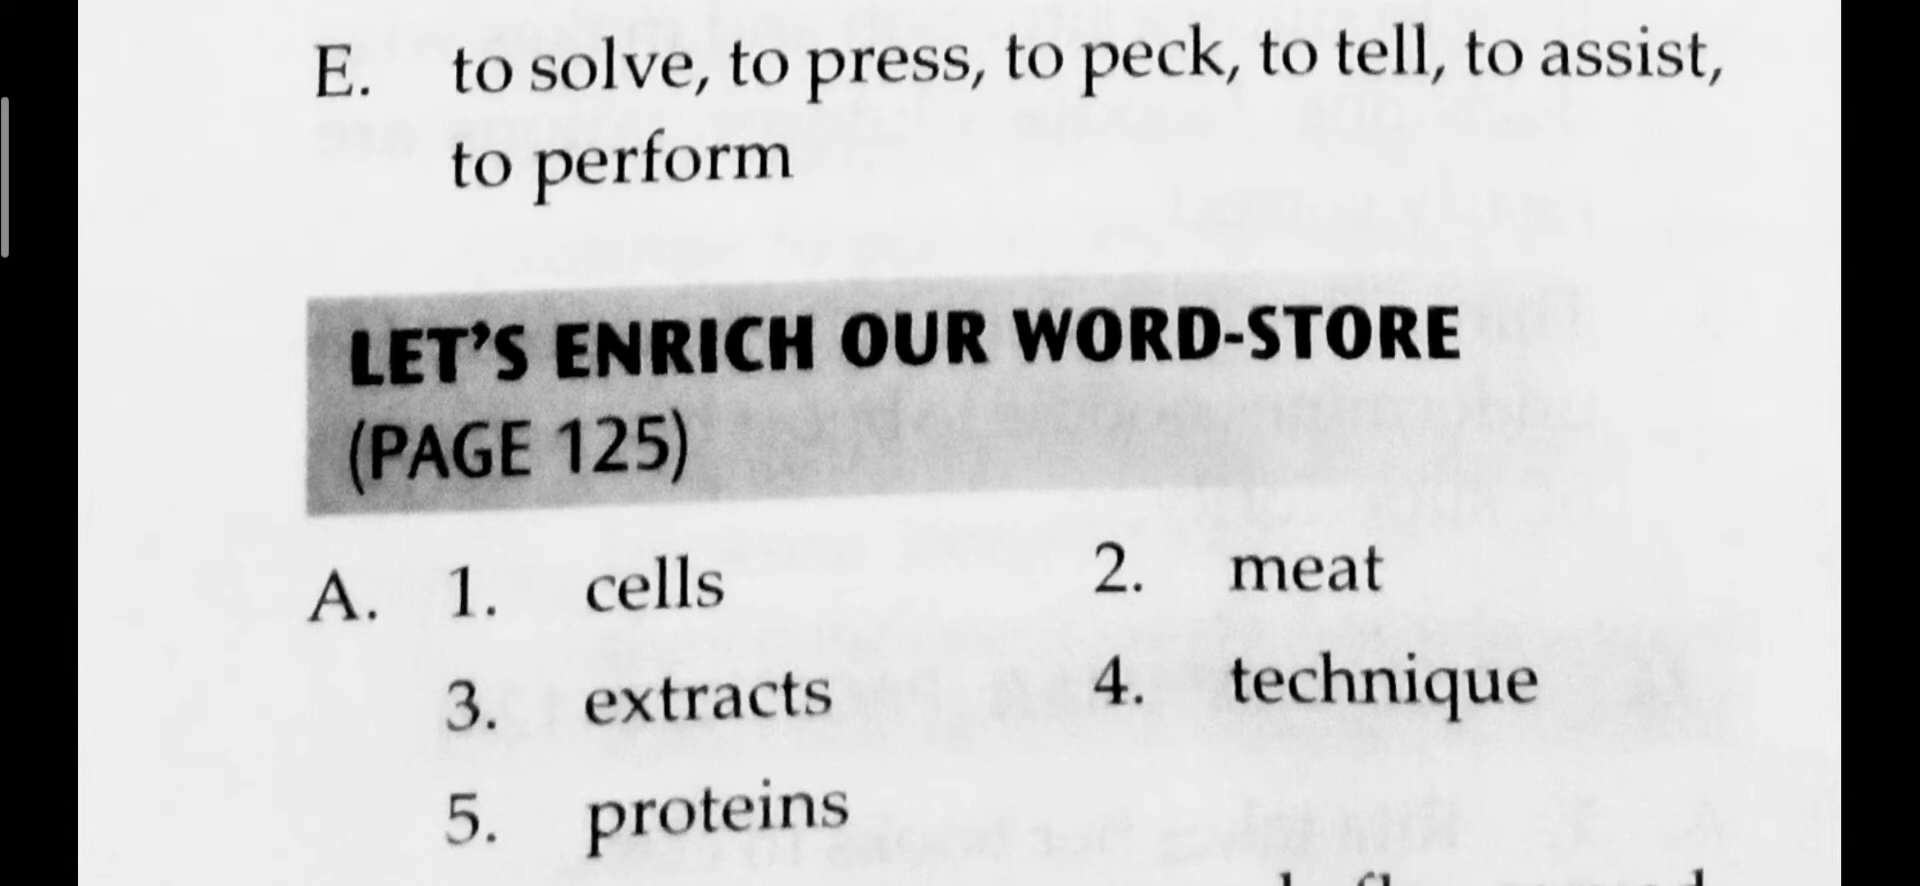 E. to solve, to press, to peck, to tell, to assist,
to perform
LET'S ENRICH OUR WORD-STORE
(PAGE 125)
A. 1. cells 2. meat
3. extracts 4. technique
5. proteins